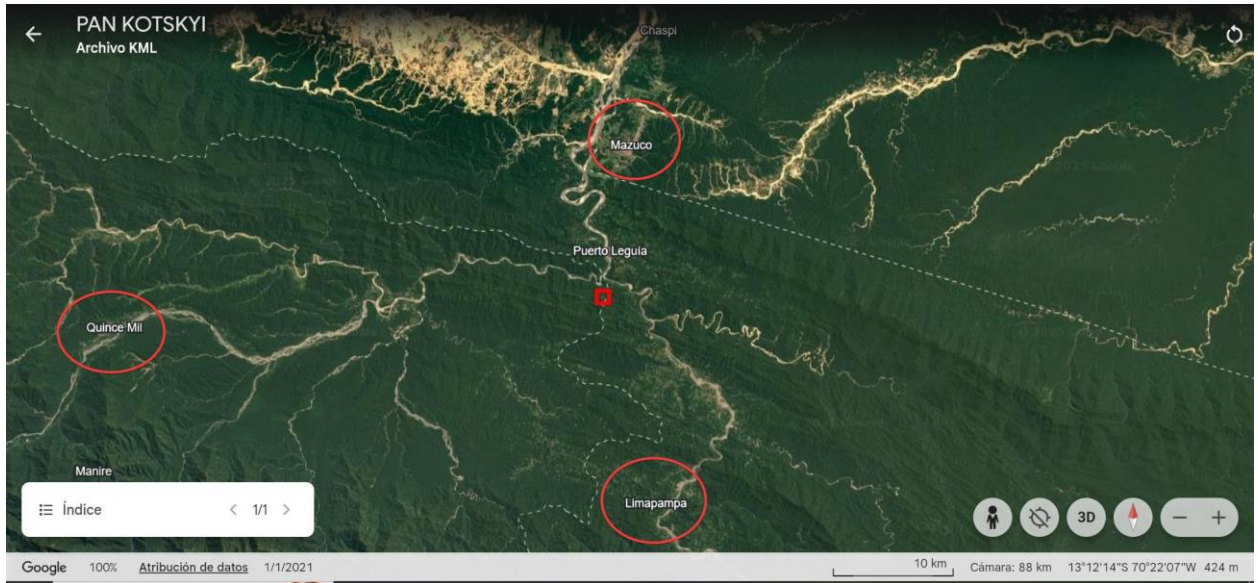 PAN KOTSKYI
Archivo KML
Chaspi
Mazuco
Puerto Leguía
Quince Mil
Manire
Limapampa
Índice
1/1
3D
Google 100% Atribución de datos 1/1/2021 10 km Cámara: 88 km 13°12'14"S 70°22'07"W 424 m